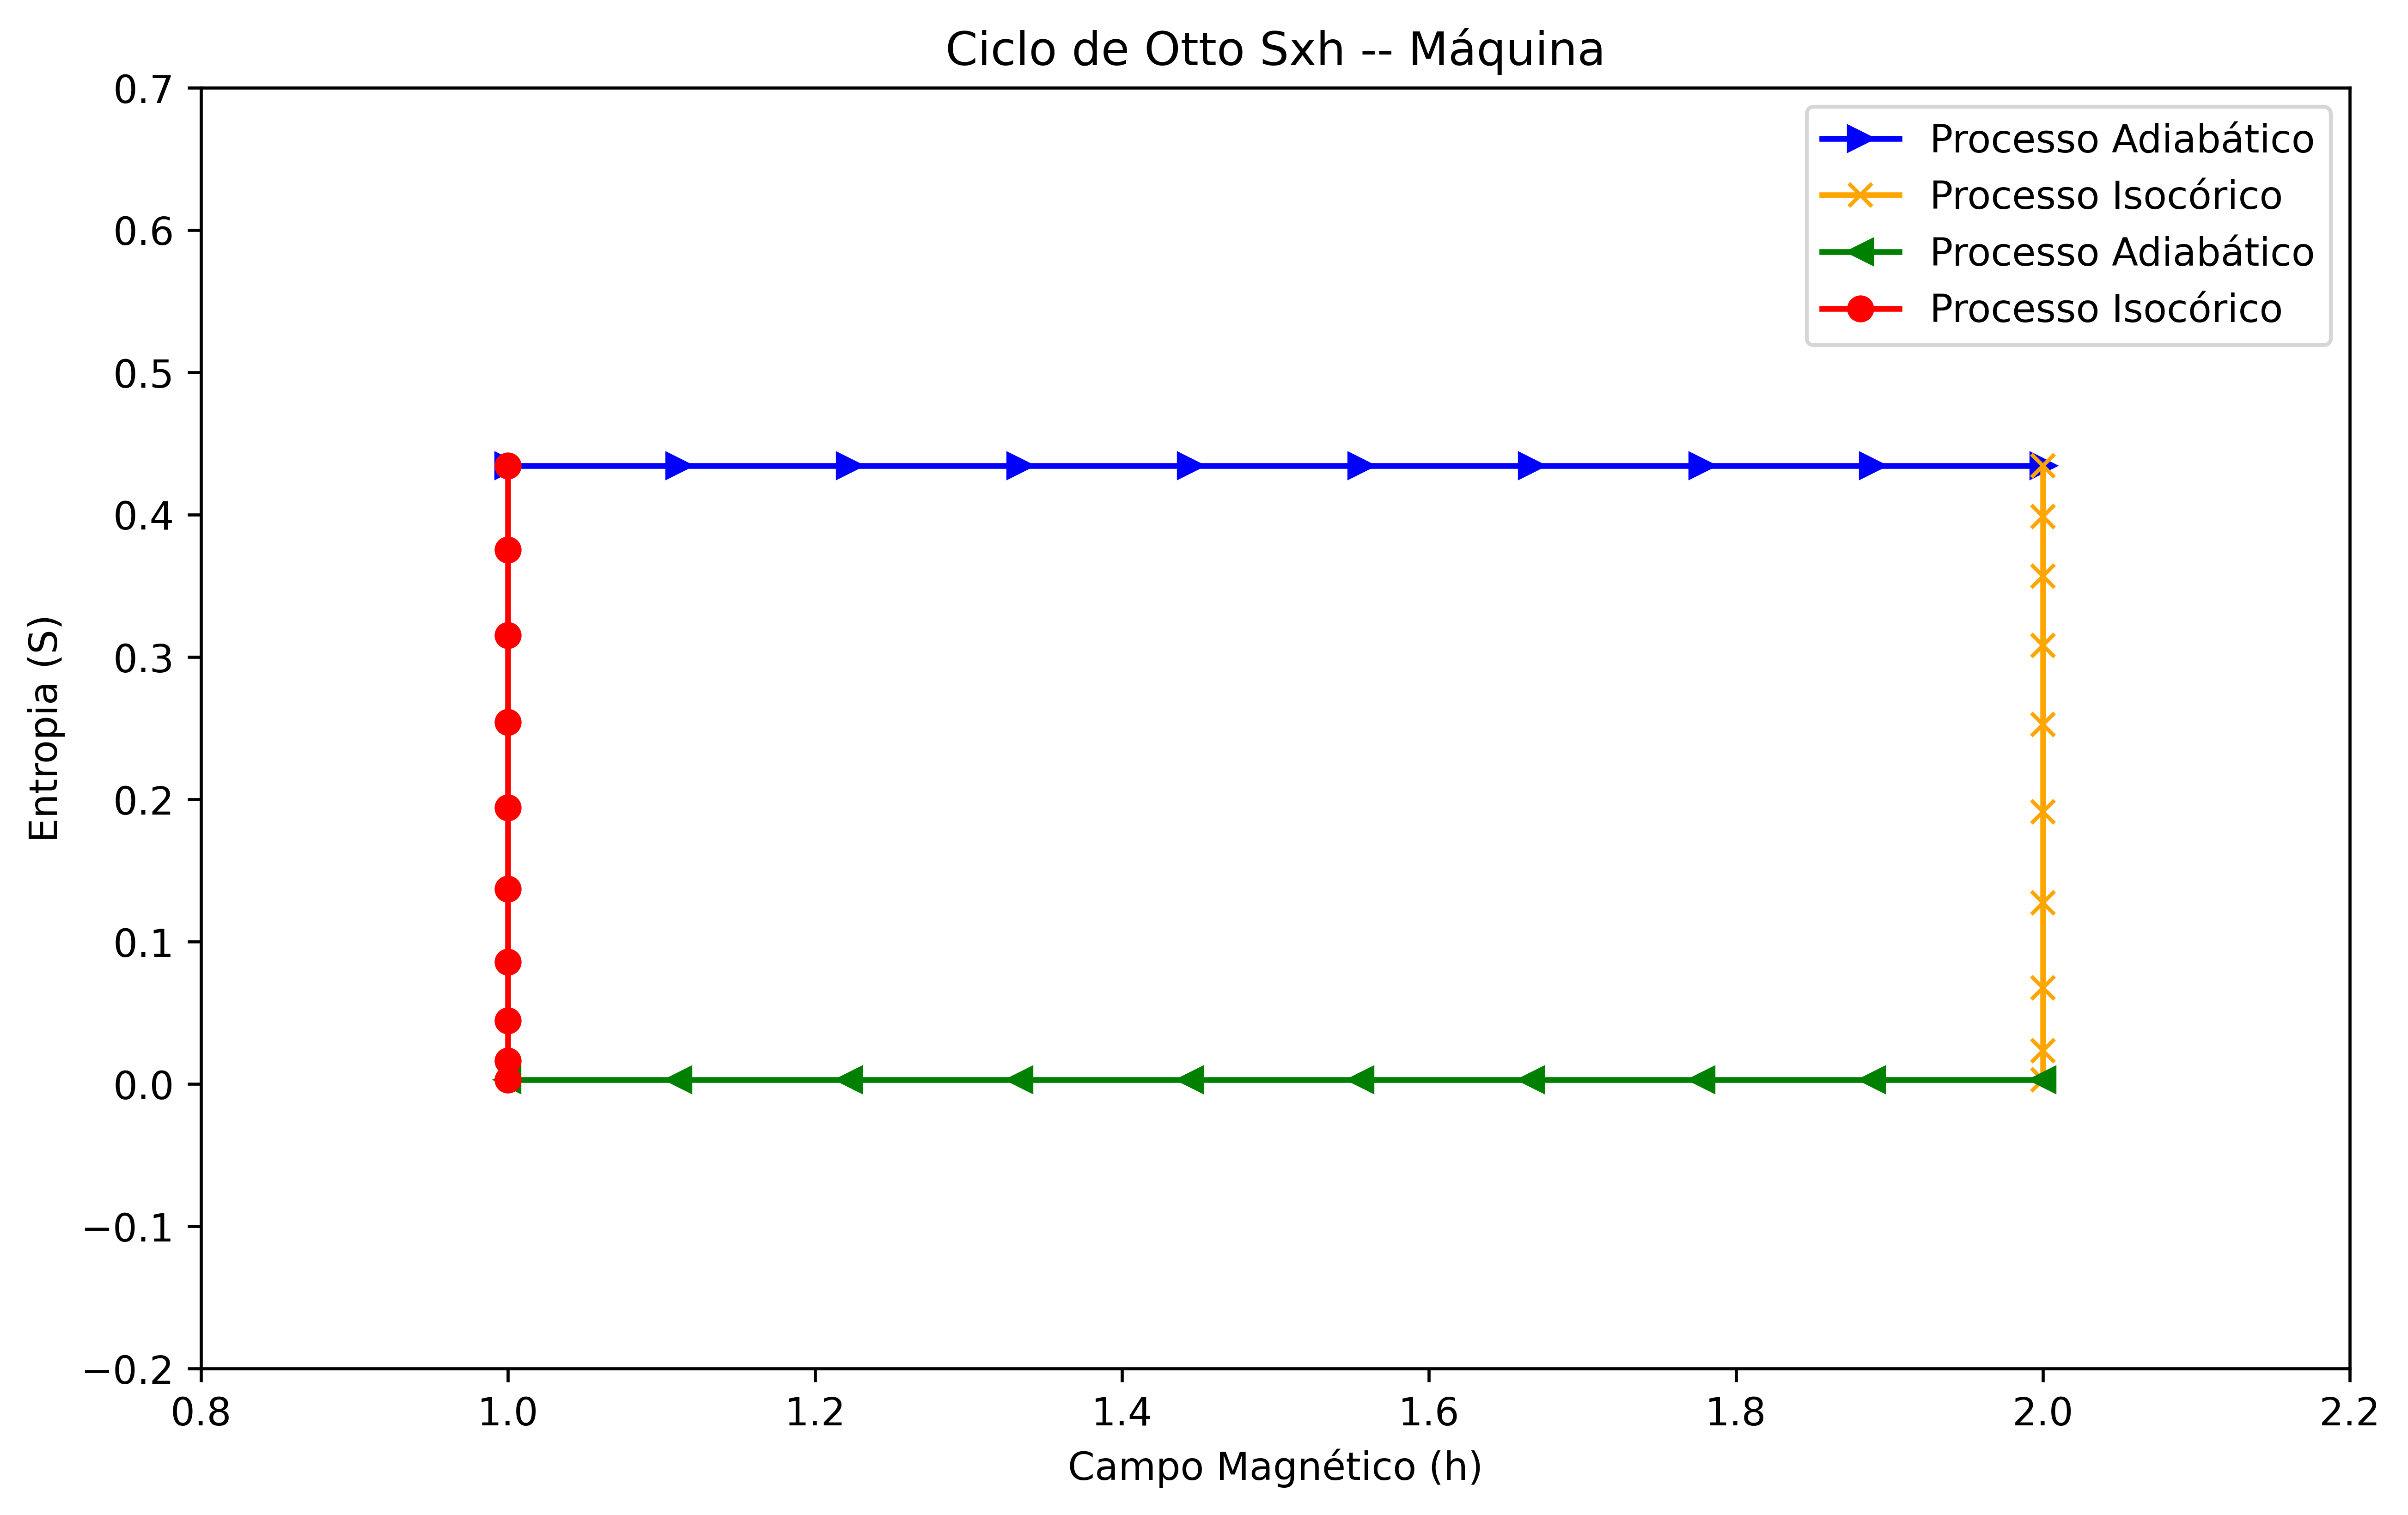 Ciclo de Otto Sxh -- Máquina
Processo Adiabático
Processo Isocórico
Processo Adiabático
Processo Isocórico
0.7
0.6
0.5
0.4
0.3
0.2
0.1
0.0
−0.1
−0.2
Entropia (S)
0.8 1.0 1.2 1.4 1.6 1.8 2.0 2.2
Campo Magnético (h)